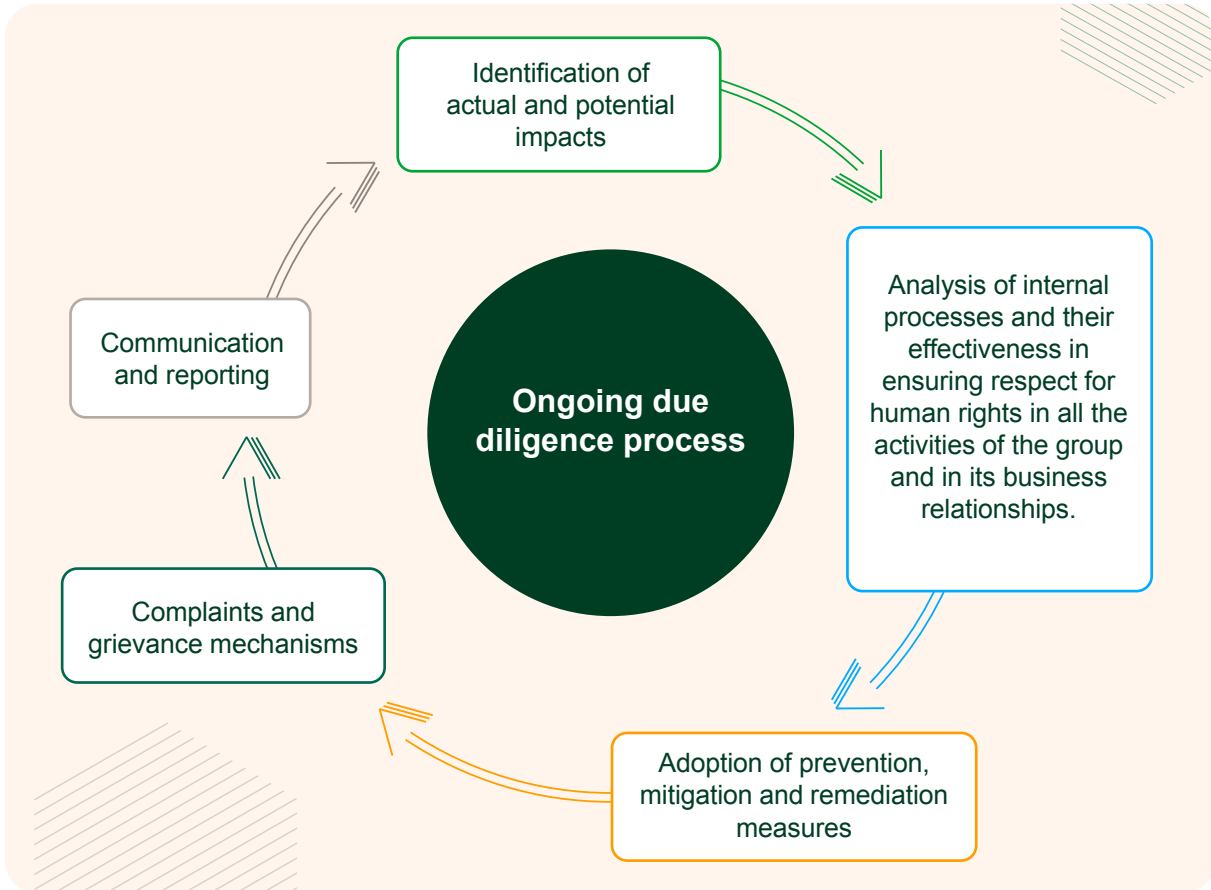 Identification of
actual and potential
impacts
Analysis of internal
processes and their
effectiveness in
ensuring respect for
human rights in all the
activities of the group
and in its business
relationships.
Adoption of prevention,
mitigation and remediation
measures
Complaints and
grievance mechanisms
Communication
and reporting
Ongoing due
diligence process